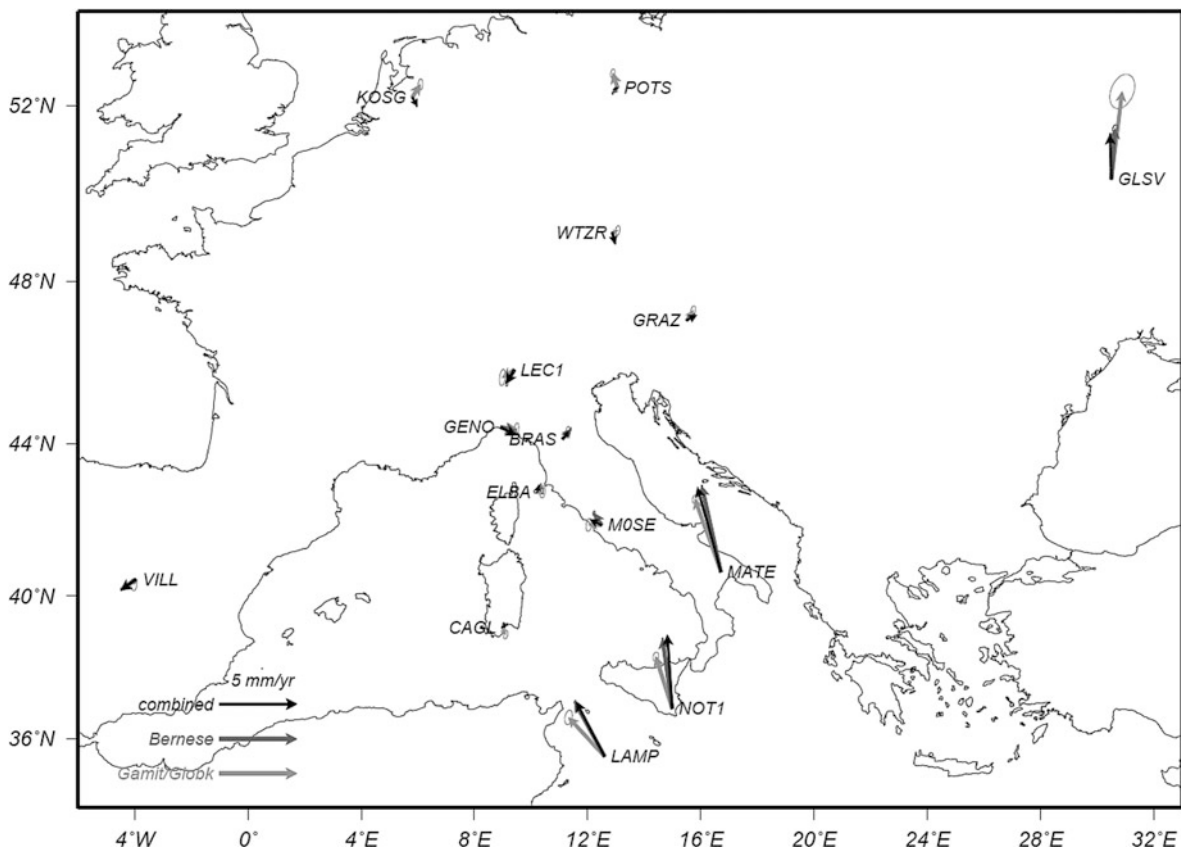 52°N
48°N
44°N
40°N
36°N
KOSG
POTS
GLSV
WTZR
GRAZ
LEC1
GENO
BRAS
ELBA
M0SE
MATE
VILL
CAGL
NOT1
LAMP
5 mm/yr
combined
Bernese
Gamit/Globk
4°W
0°
4°E
8°E
12°E
16°E
20°E
24°E
28°E
32°E